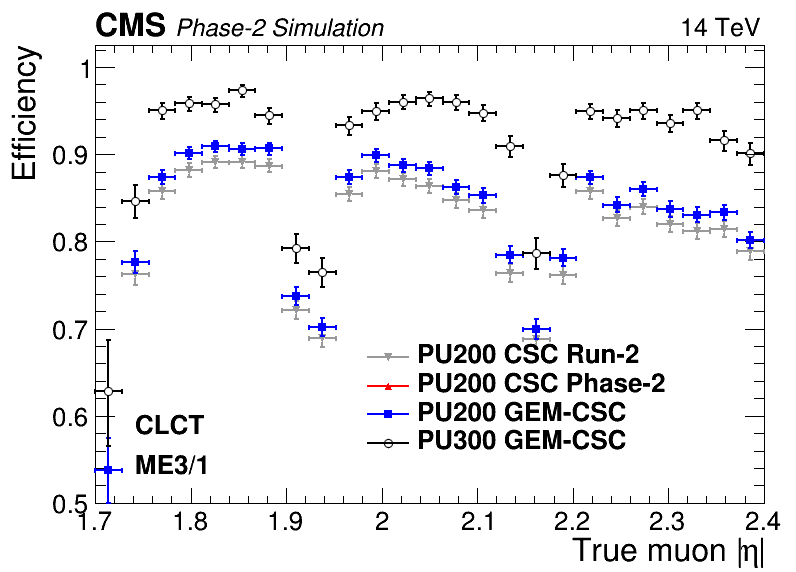 CMS Phase-2 Simulation 14 TeV
Efficiency
1
0.9
0.8
0.7
0.6
0.5
PU200 CSC Run-2
PU200 CSC Phase-2
PU200 GEM-CSC
PU300 GEM-CSC
CLCT
ME3/1
1.7 1.8 1.9 2 2.1 2.2 2.3 2.4
True muon |η|